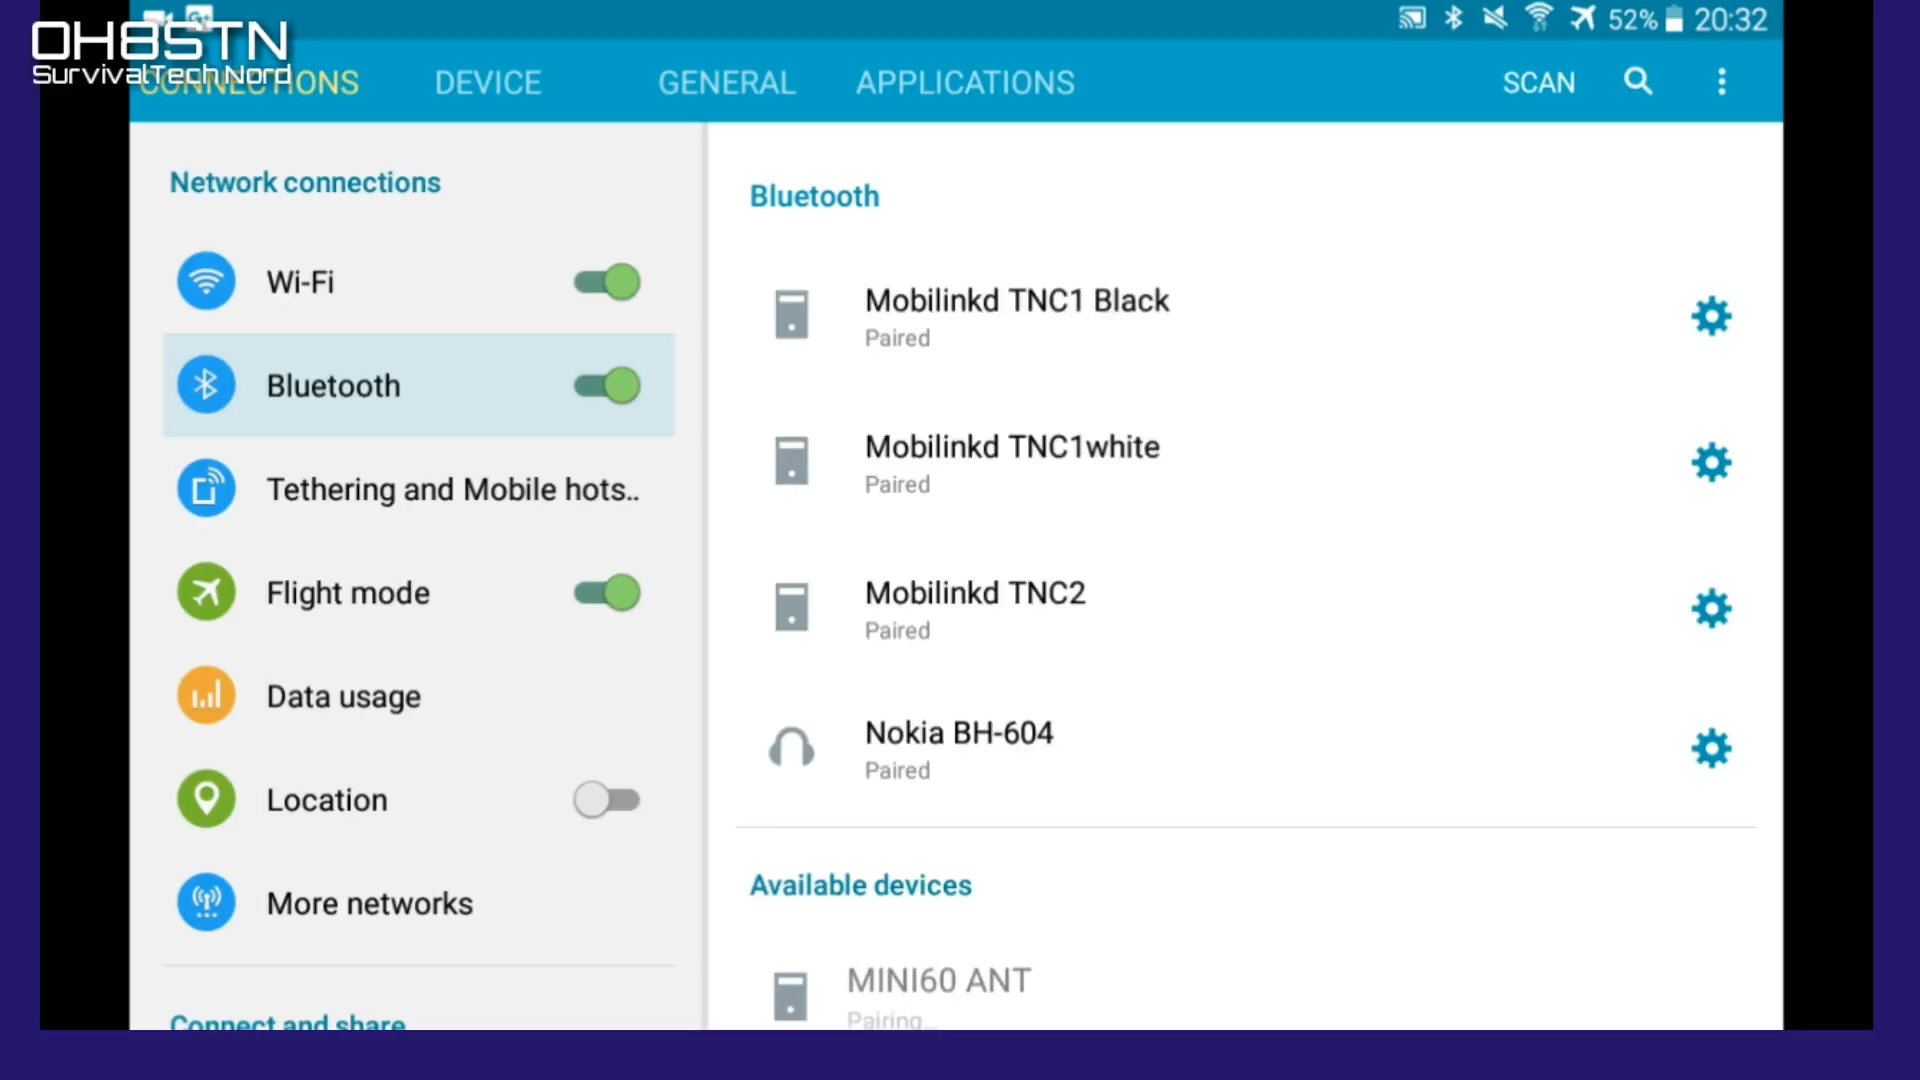 OH8STN
SurvivalTechNord
52% 20:32
CONNECTIONS DEVICE GENERAL APPLICATIONS SCAN
Network connections
Wi-Fi
Bluetooth
Tethering and Mobile hots..
Flight mode
Data usage
Location
More networks
Connect and share
Bluetooth
Mobilinkd TNC1 Black
Paired
Mobilinkd TNC1white
Paired
Mobilinkd TNC2
Paired
Nokia BH-604
Paired
Available devices
MINI60 ANT
Pairing...